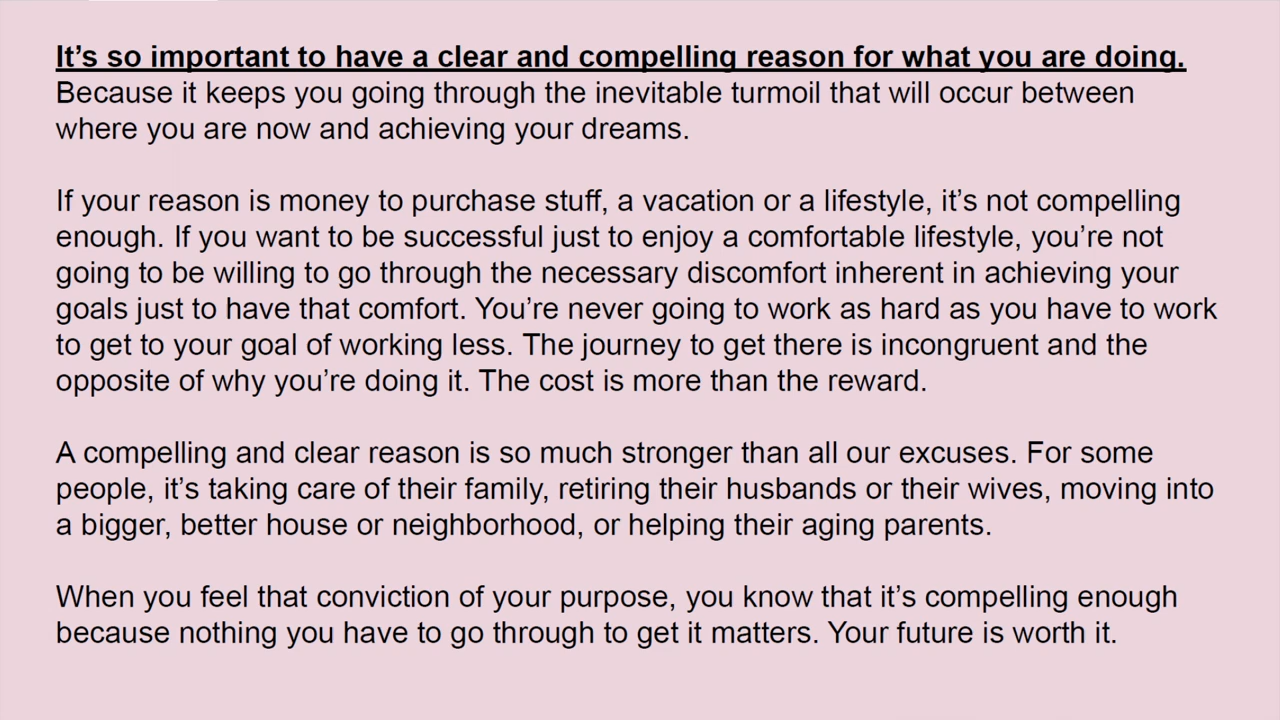 It’s so important to have a clear and compelling reason for what you are doing.
Because it keeps you going through the inevitable turmoil that will occur between
where you are now and achieving your dreams.
If your reason is money to purchase stuff, a vacation or a lifestyle, it’s not compelling
enough. If you want to be successful just to enjoy a comfortable lifestyle, you’re not
going to be willing to go through the necessary discomfort inherent in achieving your
goals just to have that comfort. You’re never going to work as hard as you have to work
to get to your goal of working less. The journey to get there is incongruent and the
opposite of why you’re doing it. The cost is more than the reward.
A compelling and clear reason is so much stronger than all our excuses. For some
people, it’s taking care of their family, retiring their husbands or their wives, moving into
a bigger, better house or neighborhood, or helping their aging parents.
When you feel that conviction of your purpose, you know that it’s compelling enough
because nothing you have to go through to get it matters. Your future is worth it.